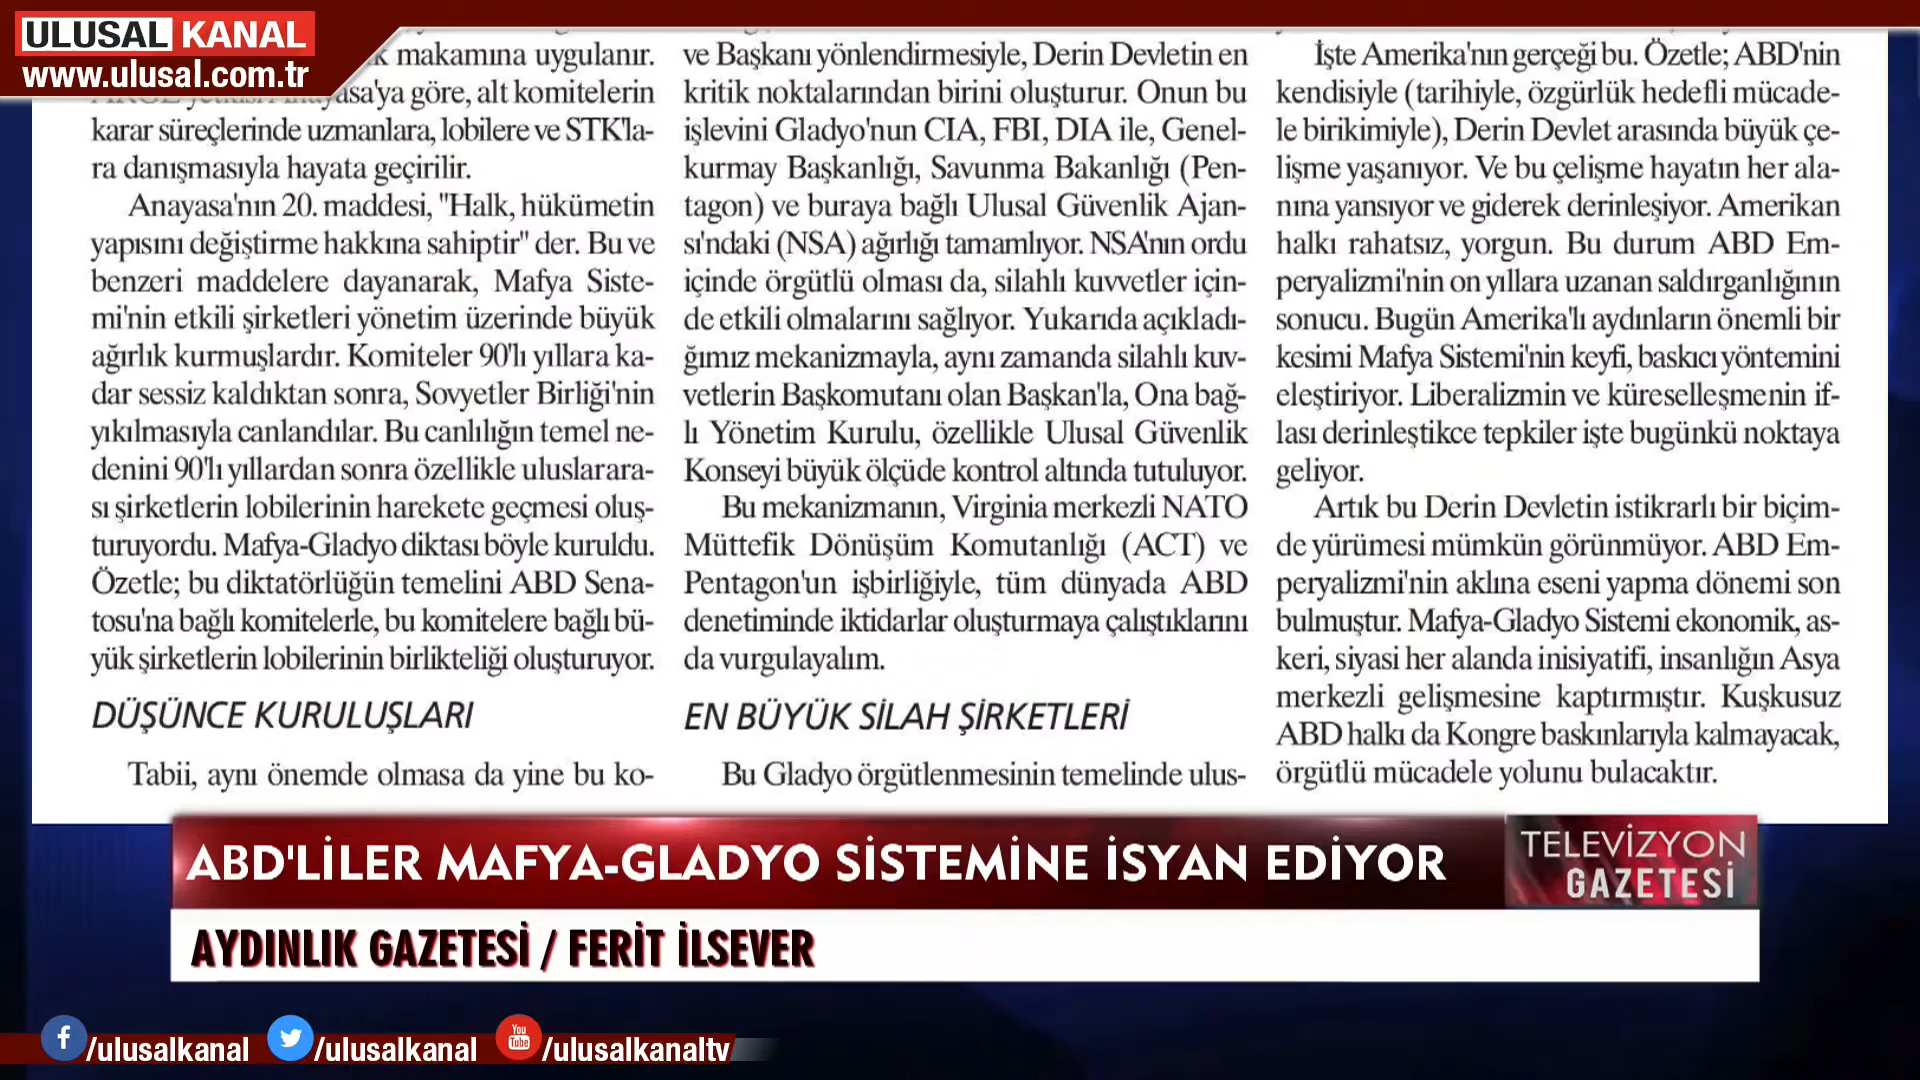 ULUSAL KANAL
www.ulusal.com.tr
makamına uygulanır.
göre, alt komitelerin
karar süreçlerinde uzmanlara, lobilere ve STK'la-
ra danışmasıyla hayata geçirilir.
Anayasa'nın 20. maddesi, "Halk, hükümetin
yapısını değiştirme hakkına sahiptir" der. Bu ve
benzeri maddelere dayanarak, Mafya Siste-
mi'nin etkili şirketleri yönetim üzerinde büyük
ağırlık kurmuşlardır. Komiteler 90'lı yıllara ka-
dar sessiz kaldıktan sonra, Sovyetler Birliği'nin
yıkılmasıyla canlandılar. Bu canlılığın temel ne-
denini 90'lı yıllardan sonra özellikle uluslarara-
sı şirketlerin lobilerinin harekete geçmesi oluş-
turuyordu. Mafya-Gladyo diktası böyle kuruldu.
Özetle; bu diktatörlüğün temelini ABD Sena-
tosu'na bağlı komitelerle, bu komitelere bağlı bü-
yük şirketlerin lobilerinin birlikteliği oluşturuyor.
DÜŞÜNCE KURULUŞLARI
Tabii, aynı önemde olmasa da yine bu ko-
ve Başkanı yönlendirmesiyle, Derin Devletin en
kritik noktalarından birini oluşturur. Onun bu
işlevini Gladyo'nun CIA, FBI, DIA ile, Genel-
kurmay Başkanlığı, Savunma Bakanlığı (Pen-
tagon) ve buraya bağlı Ulusal Güvenlik Ajan-
sı'ndaki (NSA) ağırlığı tamamlıyor. NSA'nın ordu
içinde örgütlü olması da, silahlı kuvvetler için-
de etkili olmalarını sağlıyor. Yukarıda açıkladı-
ğımız mekanizmayla, aynı zamanda silahlı kuv-
vetlerin Başkomutanı olan Başkan'la, Ona bağ-
lı Yönetim Kurulu, özellikle Ulusal Güvenlik
Konseyi büyük ölçüde kontrol altında tutuluyor.
Bu mekanizmanın, Virginia merkezli NATO
Müttefik Dönüşüm Komutanlığı (ACT) ve
Pentagon'un işbirliğiyle, tüm dünyada ABD
denetiminde iktidarlar oluşturmaya çalıştıklarını
da vurgulayalım.
EN BÜYÜK SİLAH ŞİRKETLERİ
Bu Gladyo örgütlenmesinin temelinde ulus-
İşte Amerika'nın gerçeği bu. Özetle; ABD'nin
kendisiyle (tarihiyle, özgürlük hedefli mücade-
le birikimiyle), Derin Devlet arasında büyük çe-
lişme yaşanıyor. Ve bu çelişme hayatın her ala-
nına yansıyor ve giderek derinleşiyor. Amerikan
halkı rahatsız, yorgun. Bu durum ABD Em-
peryalizmi'nin on yıllara uzanan saldırganlığının
sonucu. Bugün Amerika'lı aydınların önemli bir
kesimi Mafya Sistemi'nin keyfi, baskıcı yöntemini
eleştiriyor. Liberalizmin ve küreselleşmenin if-
lası derinleştikce tepkiler işte bugünkü noktaya
geliyor.
Artık bu Derin Devletin istikrarlı bir biçim-
de yürümesi mümkün görünmüyor. ABD Em-
peryalizmi'nin aklına eseni yapma dönemi son
bulmuştur. Mafya-Gladyo Sistemi ekonomik, as-
keri, siyasi her alanda inisiyatifi, insanlığın Asya
merkezli gelişmesine kaptırmıştır. Kuşkusuz
ABD halkı da Kongre baskınlarıyla kalmayacak,
örgütlü mücadele yolunu bulacaktır.
ABD'LİLER MAFYA-GLADYO SİSTEMİNE İSYAN EDİYOR
TELEVİZYON
GAZETESİ
AYDINLIK GAZETESİ / FERİT İLSEVER
/ulusalkanal
/ulusalkanal
You
Tube
/ulusalkanaltv